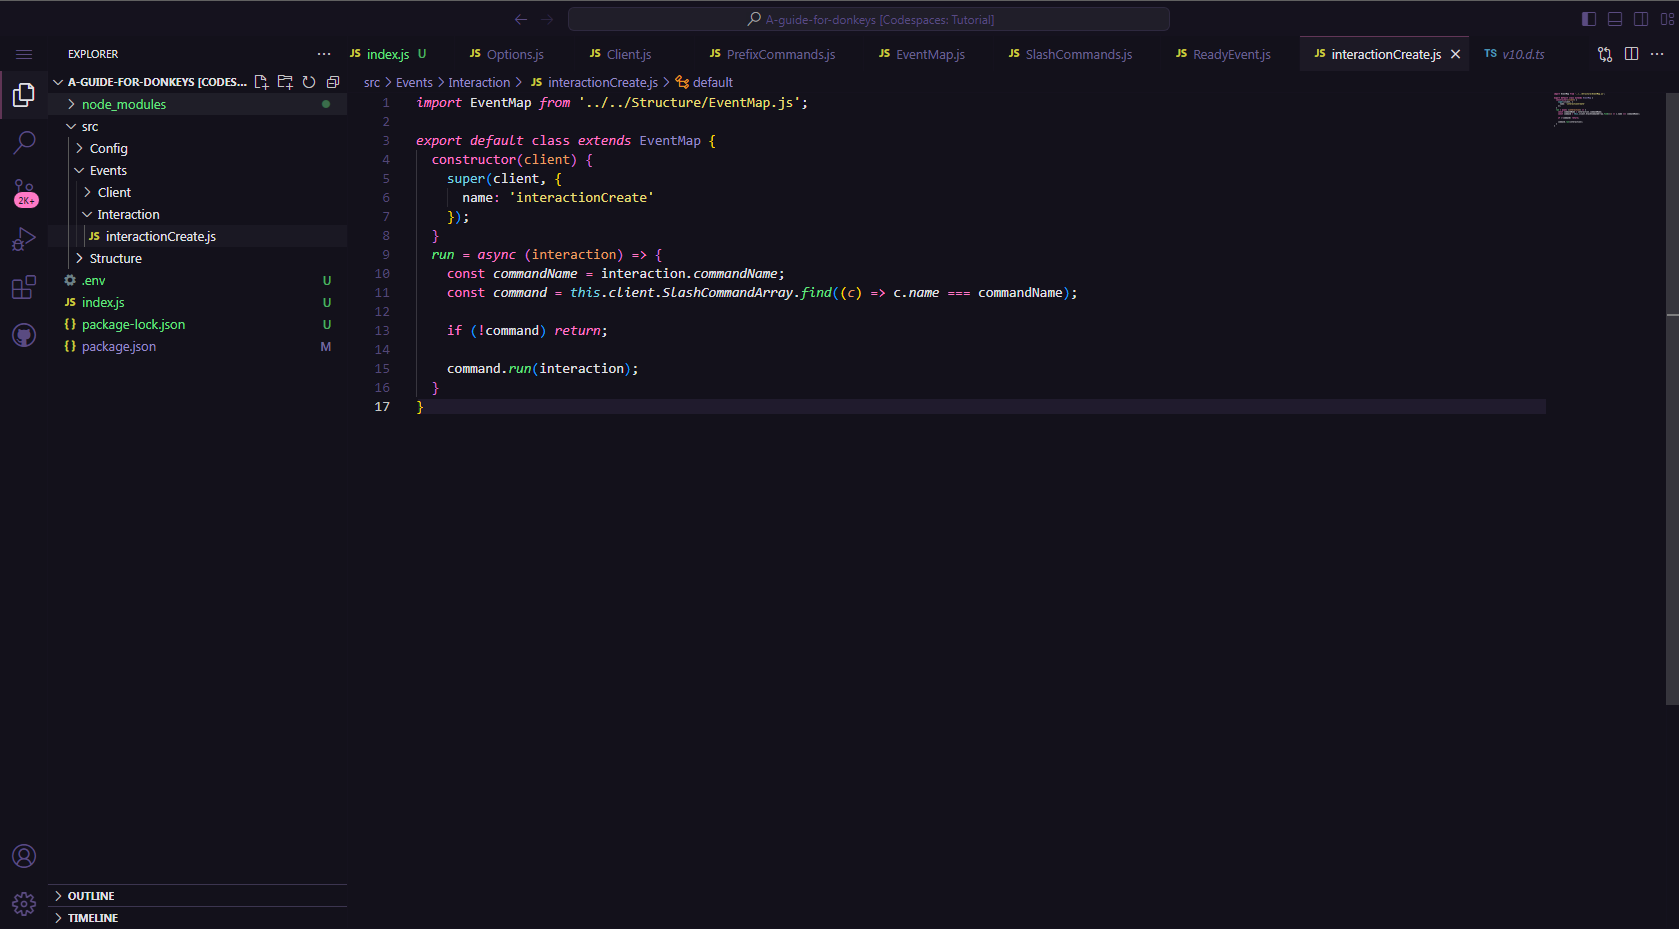 A-guide-for-donkeys [Codespaces: Tutorial]
EXPLORER
JS index.js U
JS Options.js
JS Client.js
JS PrefixCommands.js
JS EventMap.js
JS SlashCommands.js
JS ReadyEvent.js
JS interactionCreate.js
TS v10.d.ts
A-GUIDE-FOR-DONKEYS [CODES...
node_modules
src
Config
Events
Client
Interaction
JS interactionCreate.js
Structure
.env U
JS index.js U
{} package-lock.json U
{} package.json M
2K+
OUTLINE
TIMELINE
src > Events > Interaction > JS interactionCreate.js > default
1 import EventMap from '../../Structure/EventMap.js';
2
3 export default class extends EventMap {
4 constructor(client) {
5 super(client, {
6 name: 'interactionCreate'
7 });
8 }
9 run = async (interaction) => {
10 const commandName = interaction.commandName;
11 const command = this.client.SlashCommandArray.find((c) => c.name === commandName);
12
13 if (!command) return;
14
15 command.run(interaction);
16 }
17 }